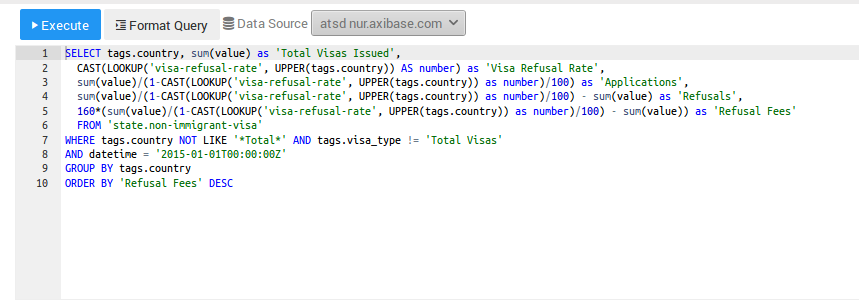 Execute Format Query Data Source atsd nur.axibase.com
1 SELECT tags.country, sum(value) as 'Total Visas Issued',
2 CAST(LOOKUP('visa-refusal-rate', UPPER(tags.country)) AS number) as 'Visa Refusal Rate',
3 sum(value)/(1-CAST(LOOKUP('visa-refusal-rate', UPPER(tags.country)) as number)/100) as 'Applications',
4 sum(value)/(1-CAST(LOOKUP('visa-refusal-rate', UPPER(tags.country)) as number)/100) - sum(value) as 'Refusals',
5 160*(sum(value)/(1-CAST(LOOKUP('visa-refusal-rate', UPPER(tags.country)) as number)/100) - sum(value)) as 'Refusal Fees'
6 FROM 'state.non-immigrant-visa'
7 WHERE tags.country NOT LIKE '*Total*' AND tags.visa_type != 'Total Visas'
8 AND datetime = '2015-01-01T00:00:00Z'
9 GROUP BY tags.country
10 ORDER BY 'Refusal Fees' DESC